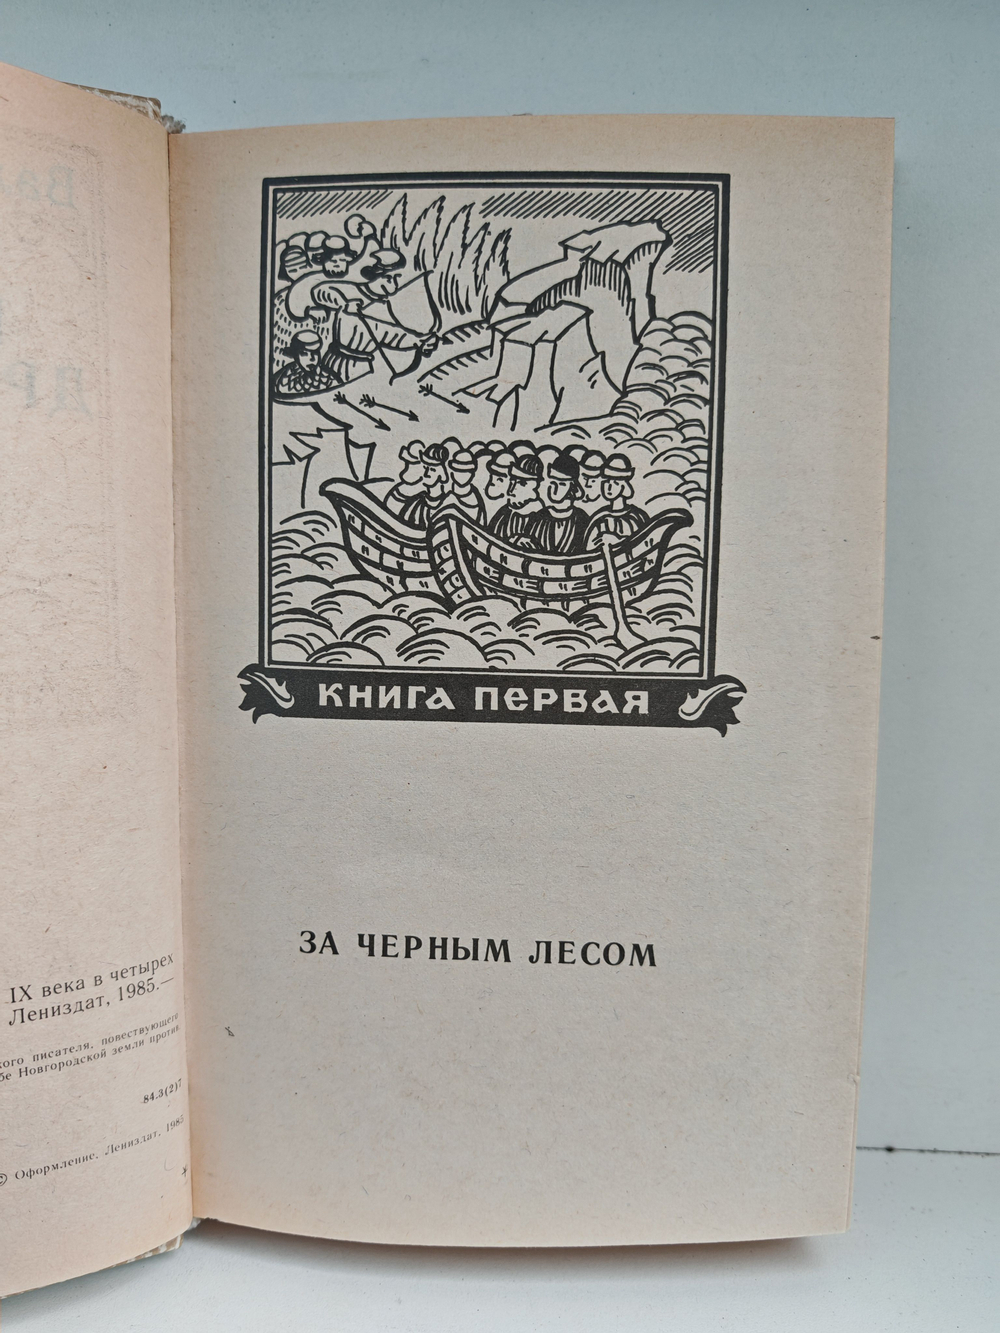 IX века в четырех
Лениздат, 1985.—
кого писателя, повествующего
бе Новгородской земли против
84.3(2)7
© Оформление. Лениздат, 1985
КНИГА ПЕРВАЯ
ЗА ЧЕРНЫМ ЛЕСОМ